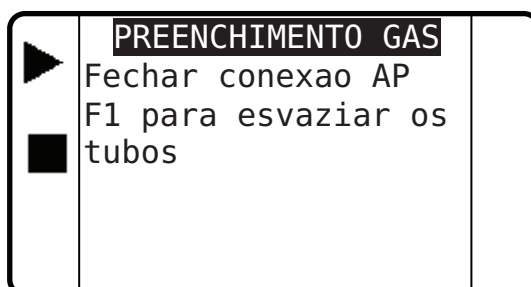 PREENCHIMENTO GAS
Fechar conexao AP
F1 para esvaziar os
tubos